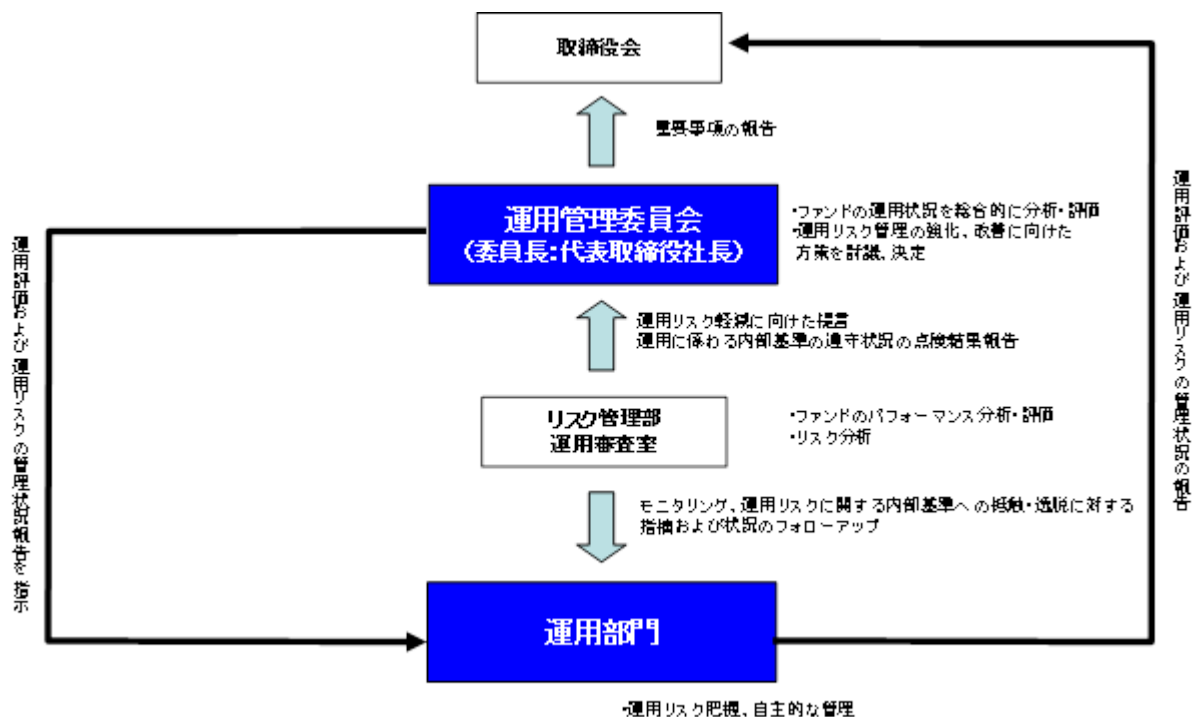 取締役会
重要事項の報告
運用管理委員会
(委員長:代表取締役社長)
・ファンドの運用状況を総合的に分析・評価
・運用リスク管理の強化、改善に向けた
方策を討議、決定
運用リスク軽減に向けた提言
運用に係わる内部基準の遵守状況の点検結果報告
リスク管理部
運用審査室
・ファンドのパフォーマンス分析・評価
・リスク分析
モニタリング、運用リスクに関する内部基準への抵触・逸脱に対する
指摘および状況のフォローアップ
運用部門
・運用リスク把握、自主的な管理
運用評価および運用リスクの管理状況報告を指示
運用評価および運用リスクの管理状況の報告